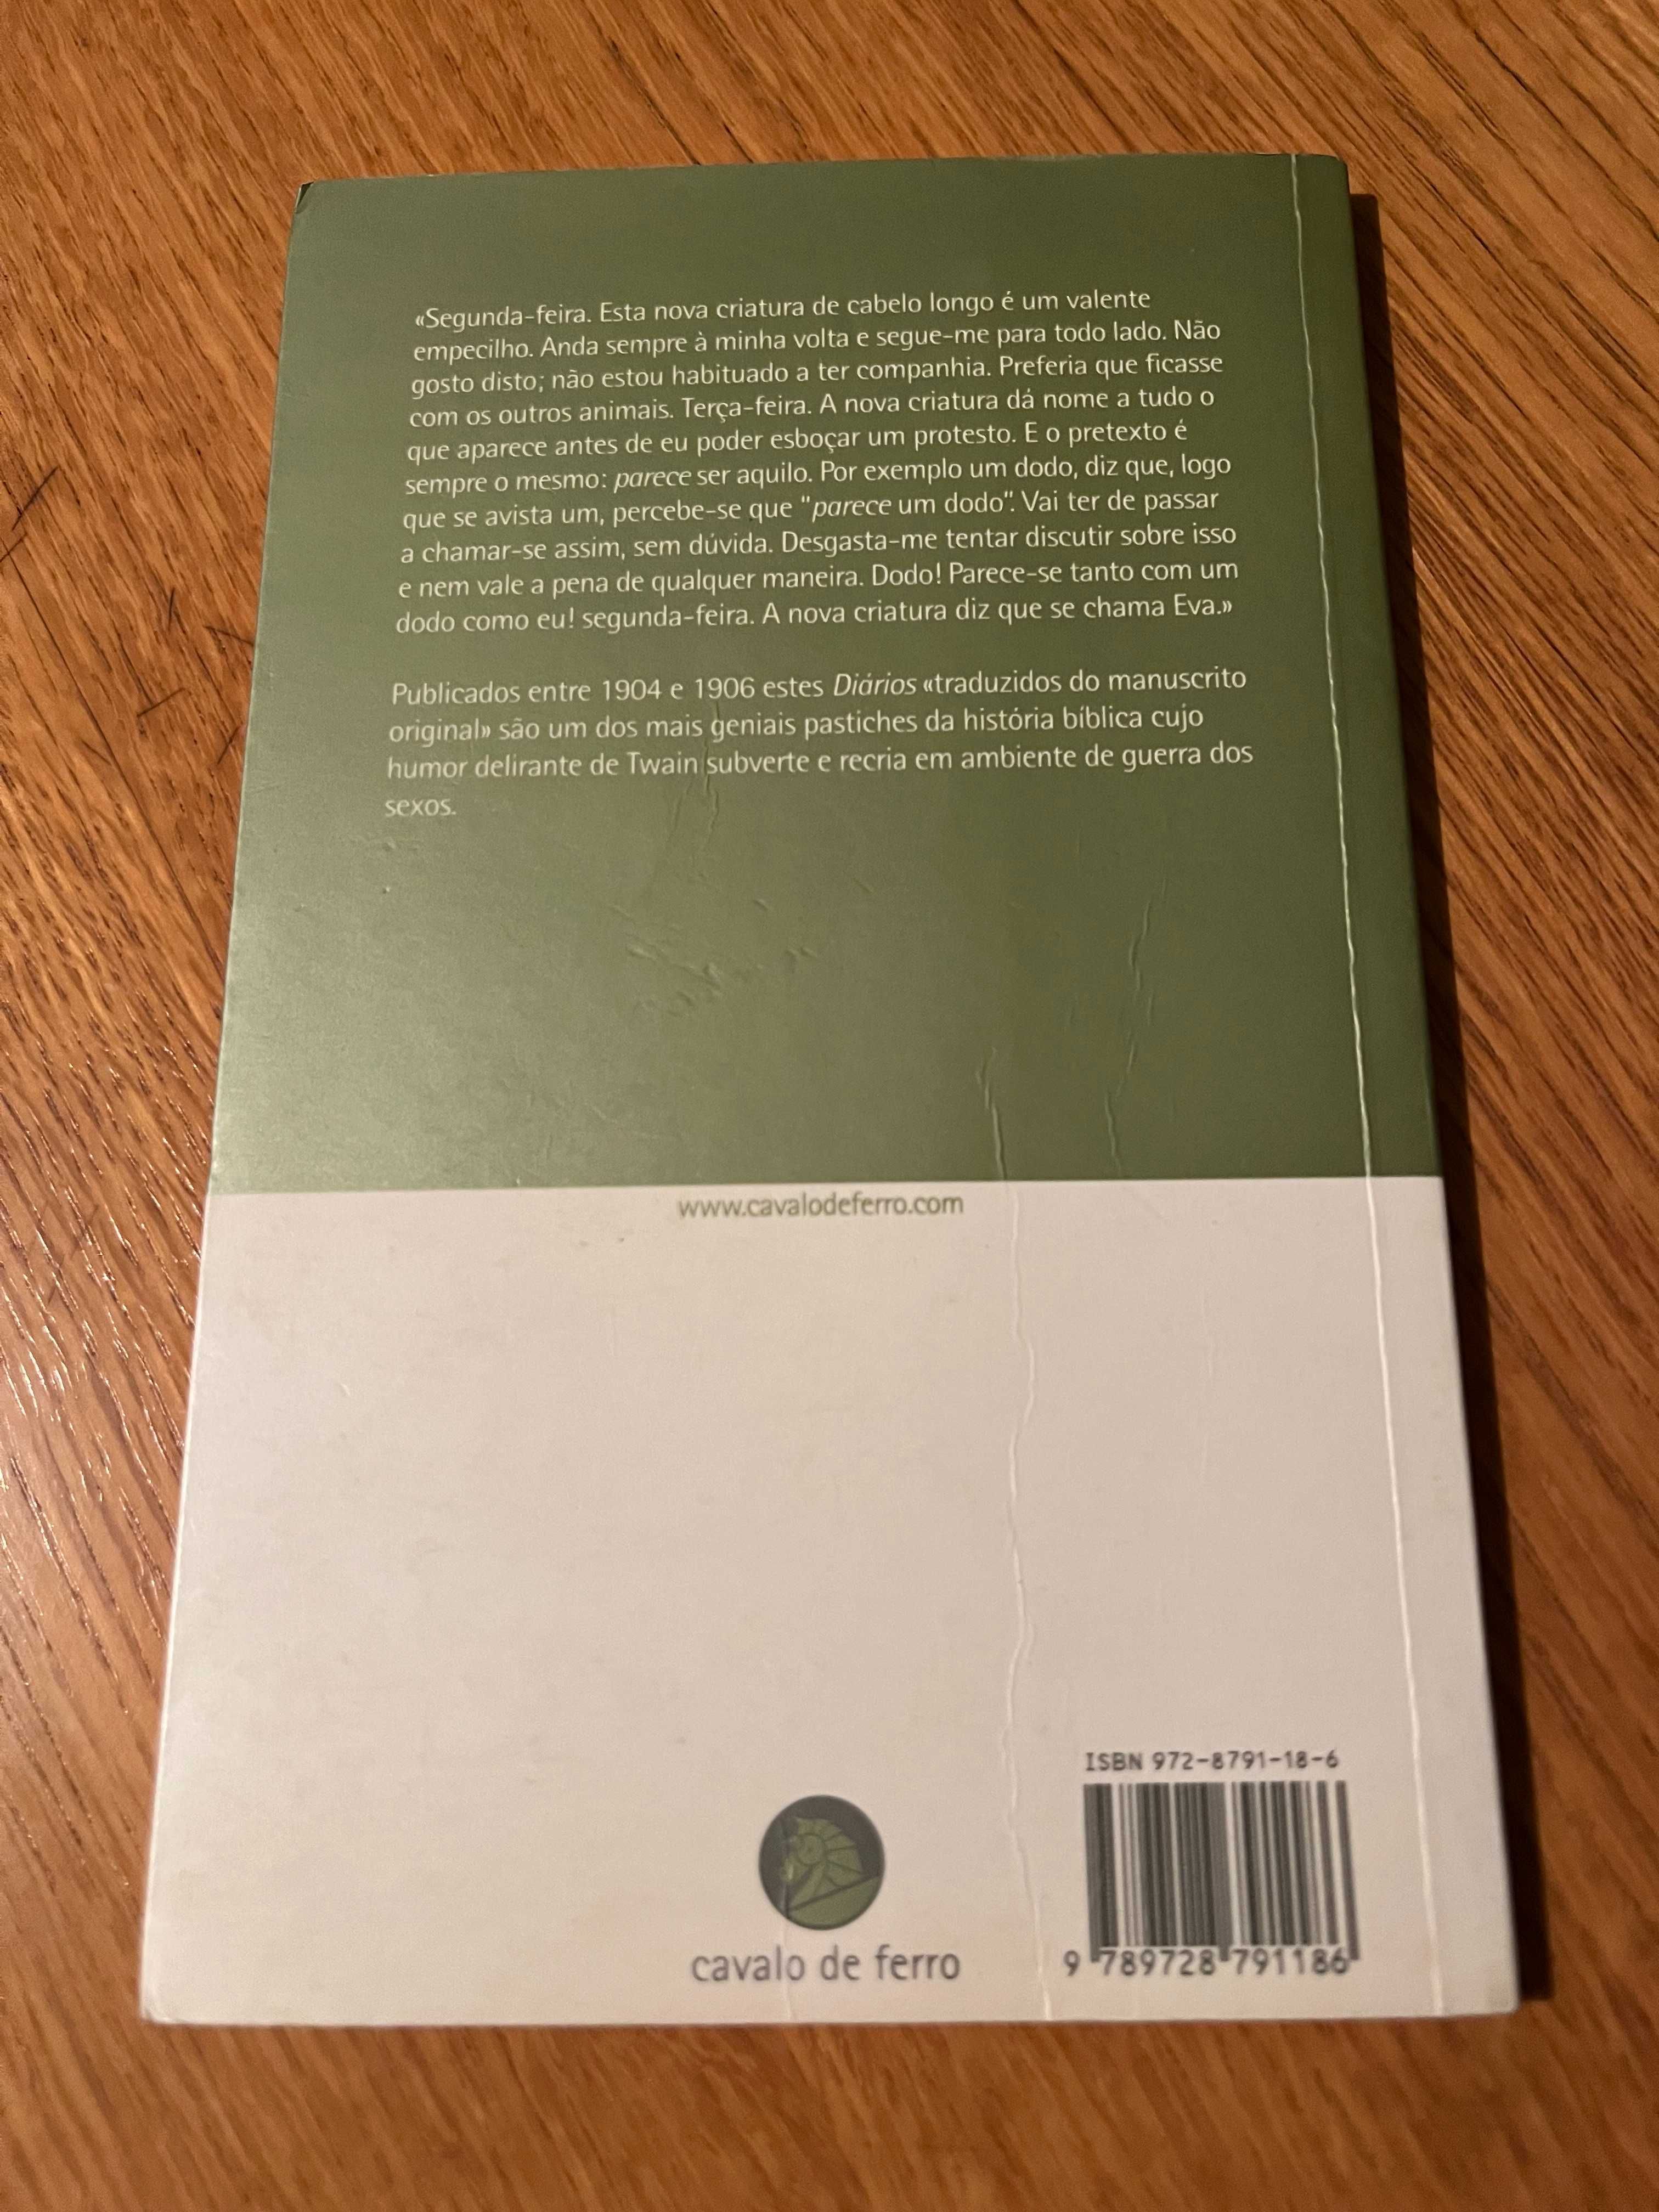 «Segunda-feira. Esta nova criatura de cabelo longo é um valente
empecilho. Anda sempre à minha volta e segue-me para todo lado. Não
gosto disto; não estou habituado a ter companhia. Preferia que ficasse
com os outros animais. Terça-feira. A nova criatura dá nome a tudo o
que aparece antes de eu poder esboçar um protesto. E o pretexto é
sempre o mesmo: parece ser aquilo. Por exemplo um dodo, diz que, logo
que se avista um, percebe-se que "parece um dodo". Vai ter de passar
a chamar-se assim, sem dúvida. Desgasta-me tentar discutir sobre isso
e nem vale a pena de qualquer maneira. Dodo! Parece-se tanto com um
dodo como eu! segunda-feira. A nova criatura diz que se chama Eva.»
Publicados entre 1904 e 1906 estes Diários «traduzidos do manuscrito
original» são um dos mais geniais pastiches da história bíblica cujo
humor delirante de Twain subverte e recria em ambiente de guerra dos
sexos.
www.cavalodeferro.com
ISBN 972-8791-18-6
cavalo de ferro
9 789728 791186